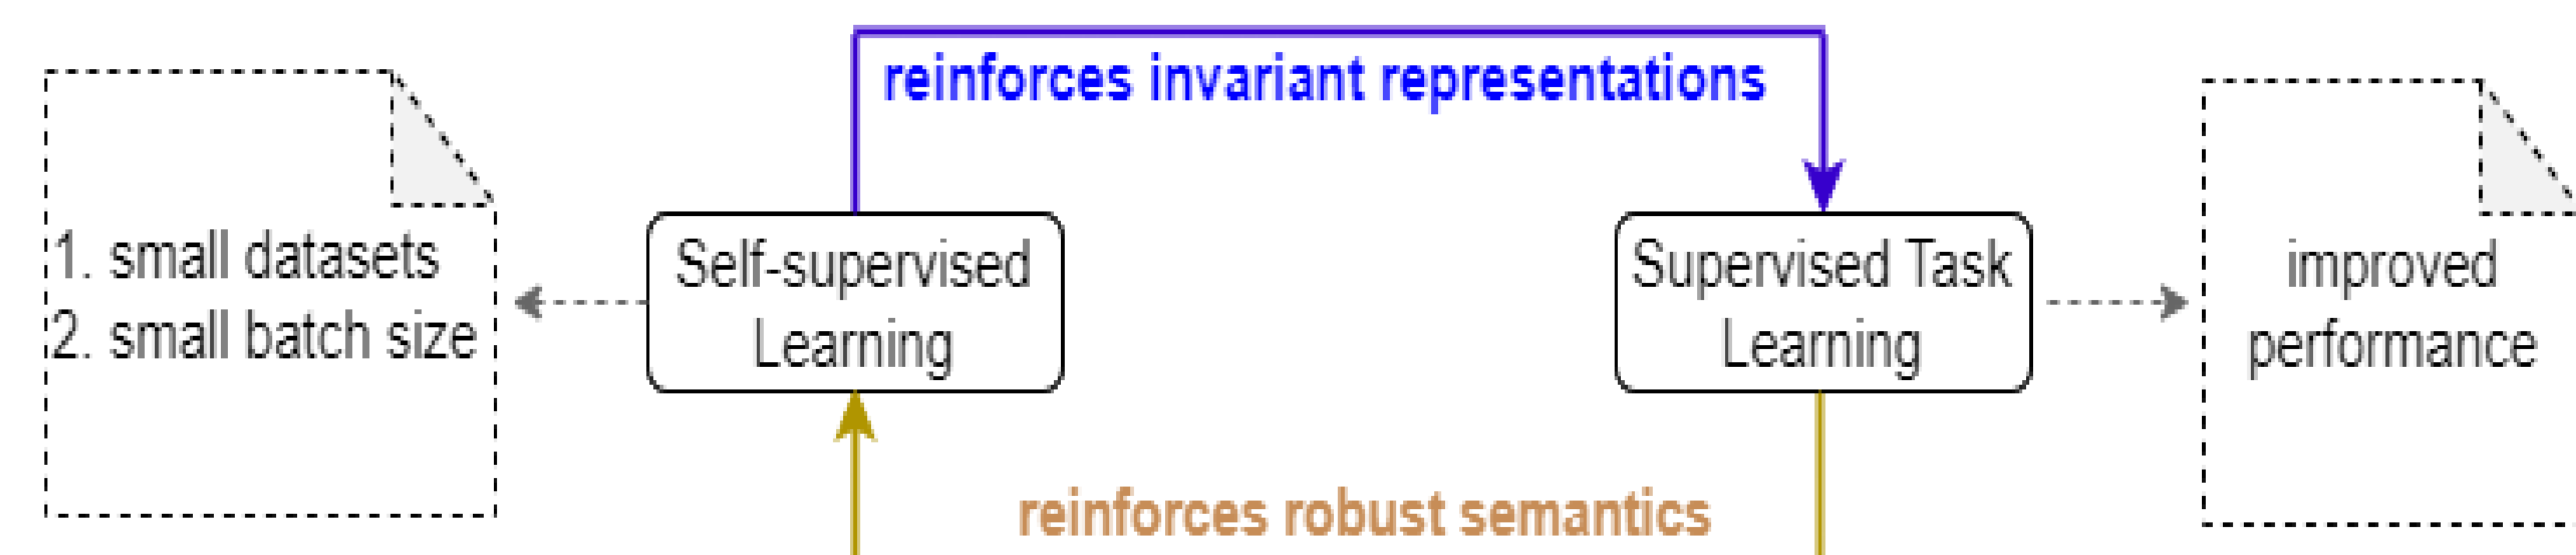 reinforces invariant representations
1. small datasets
2. small batch size
Self-supervised
Learning
Supervised Task
Learning
improved
performance
reinforces robust semantics